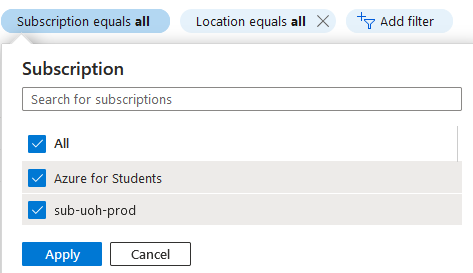 Subscription equals all
Location equals all
Add filter
Subscription
Search for subscriptions
All
Azure for Students
sub-uoh-prod
Apply
Cancel